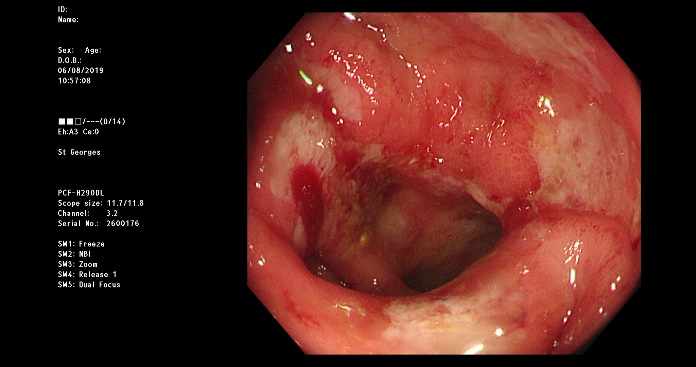 ID:
Name:
Sex: Age:
D.O.B.:
06/08/2019
10:57:08
■■□/---(0/14)
Eh:A3 Ce:0
St Georges
PCF-H290DL
Scope size: 11.7/11.8
Channel: 3.2
Serial No.: 2600176
SW1: Freeze
SW2: NBI
SW3: Zoom
SW4: Release 1
SW5: Dual Focus